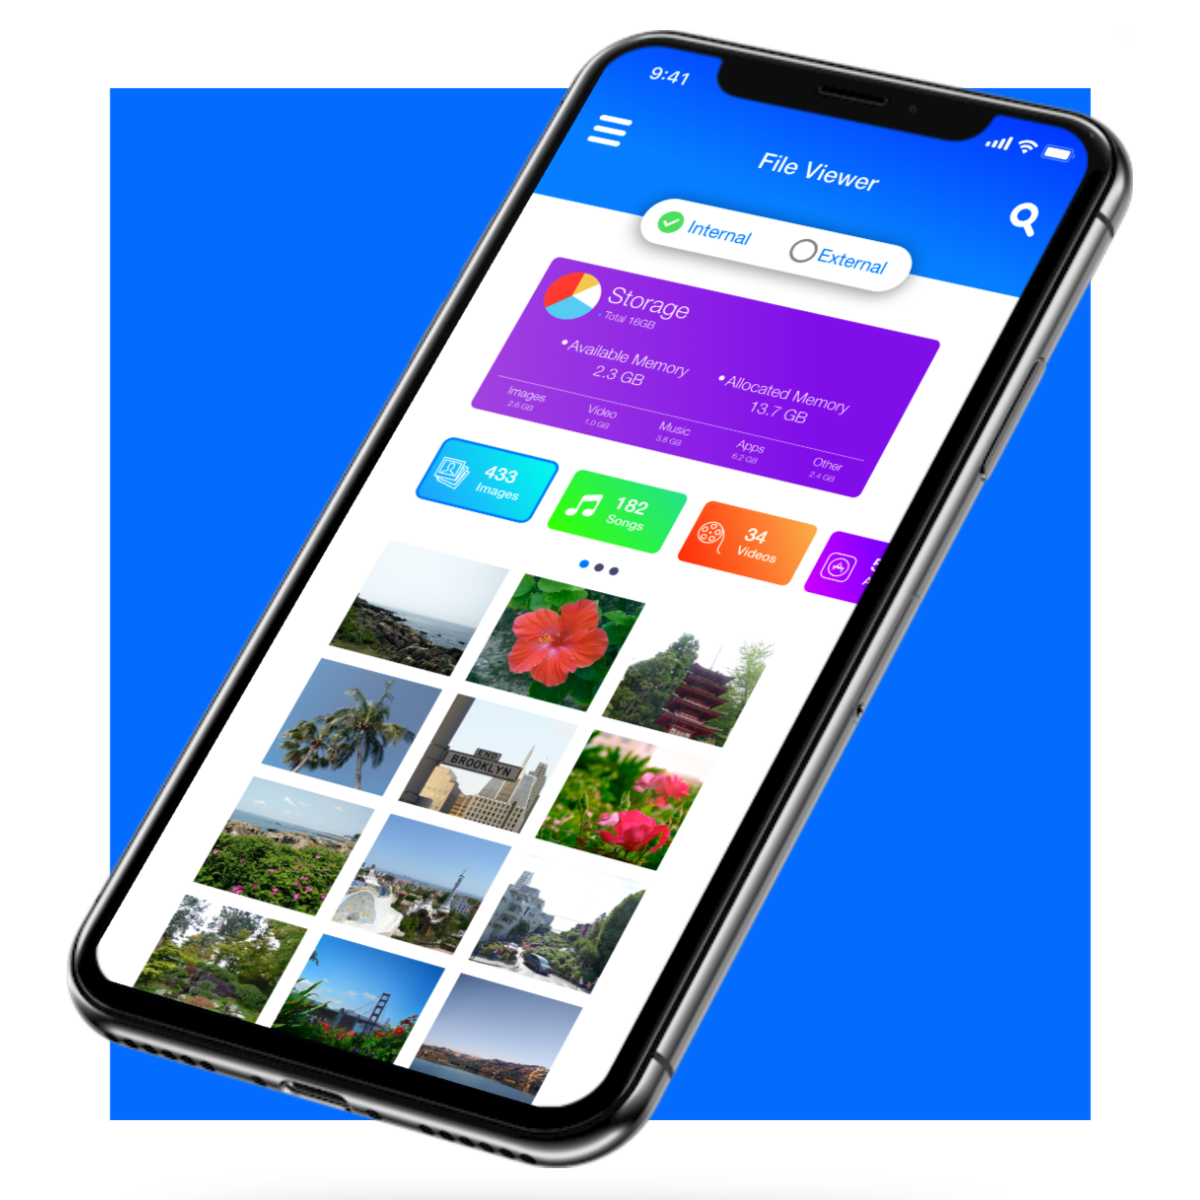 9:41
File Viewer
Internal
External
Storage
• Total 16GB
• Available Memory
2.3 GB
• Allocated Memory
13.7 GB
Images
2.6 GB
Video
1.0 GB
Music
3.8 GB
Apps
6.2 GB
Other
2.4 GB
433
Images
182
Songs
34
Videos
END
BROOKLYN